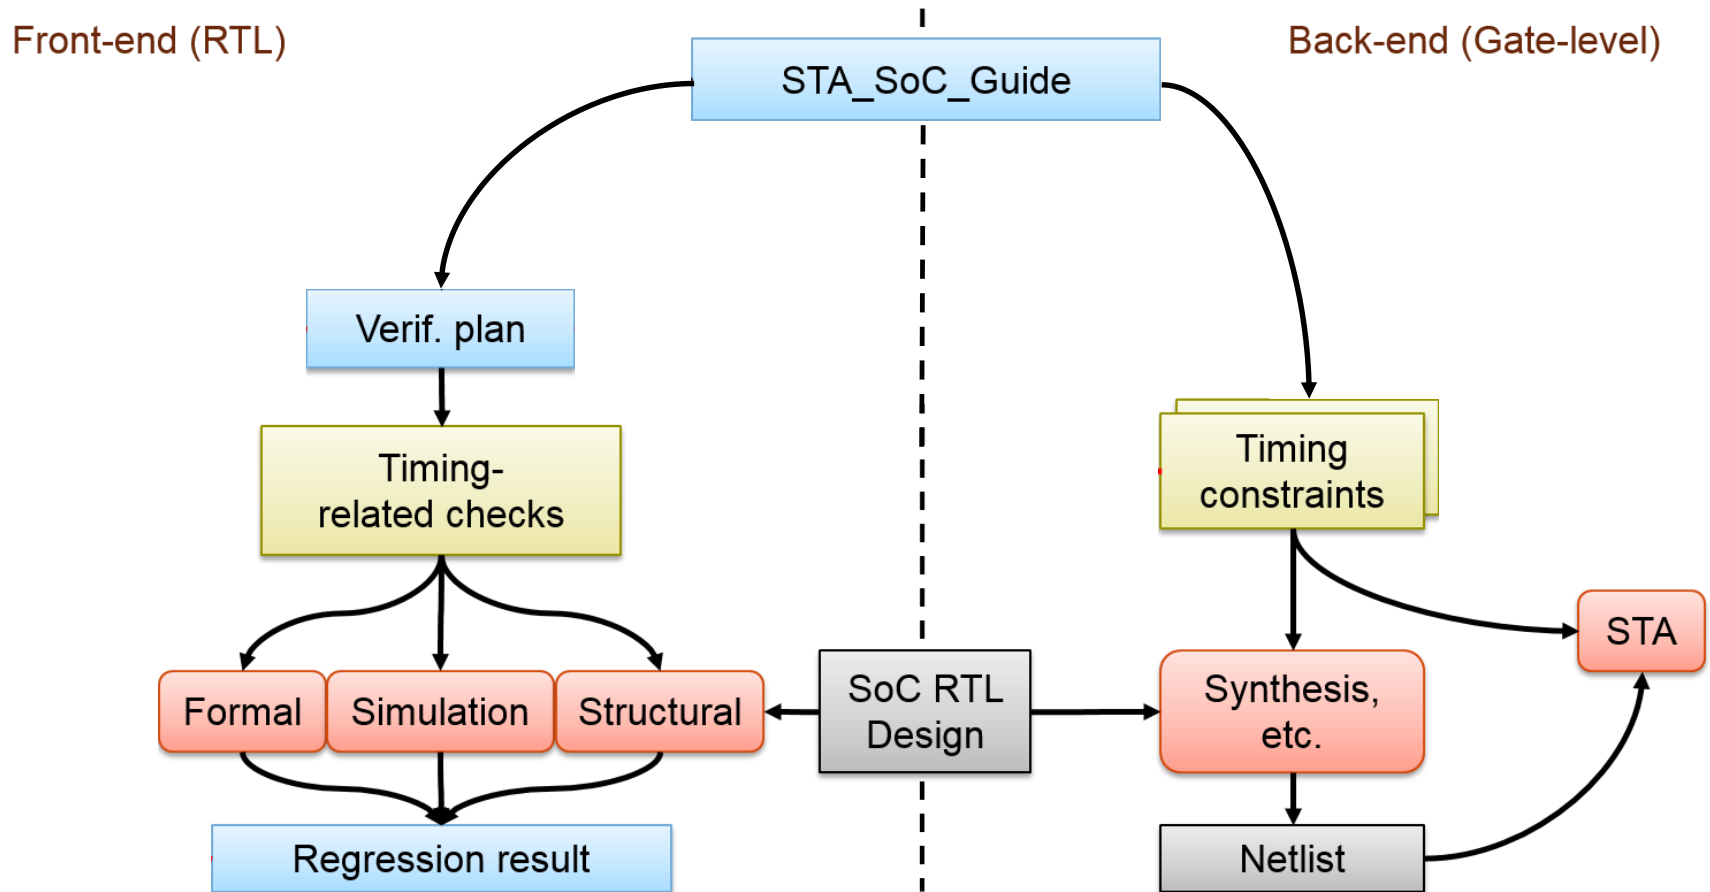 Front-end (RTL)
Back-end (Gate-level)
STA_SoC_Guide
Verif. plan
Timing-
related checks
Timing
constraints
STA
Formal
Simulation
Structural
SoC RTL
Design
Synthesis,
etc.
Regression result
Netlist